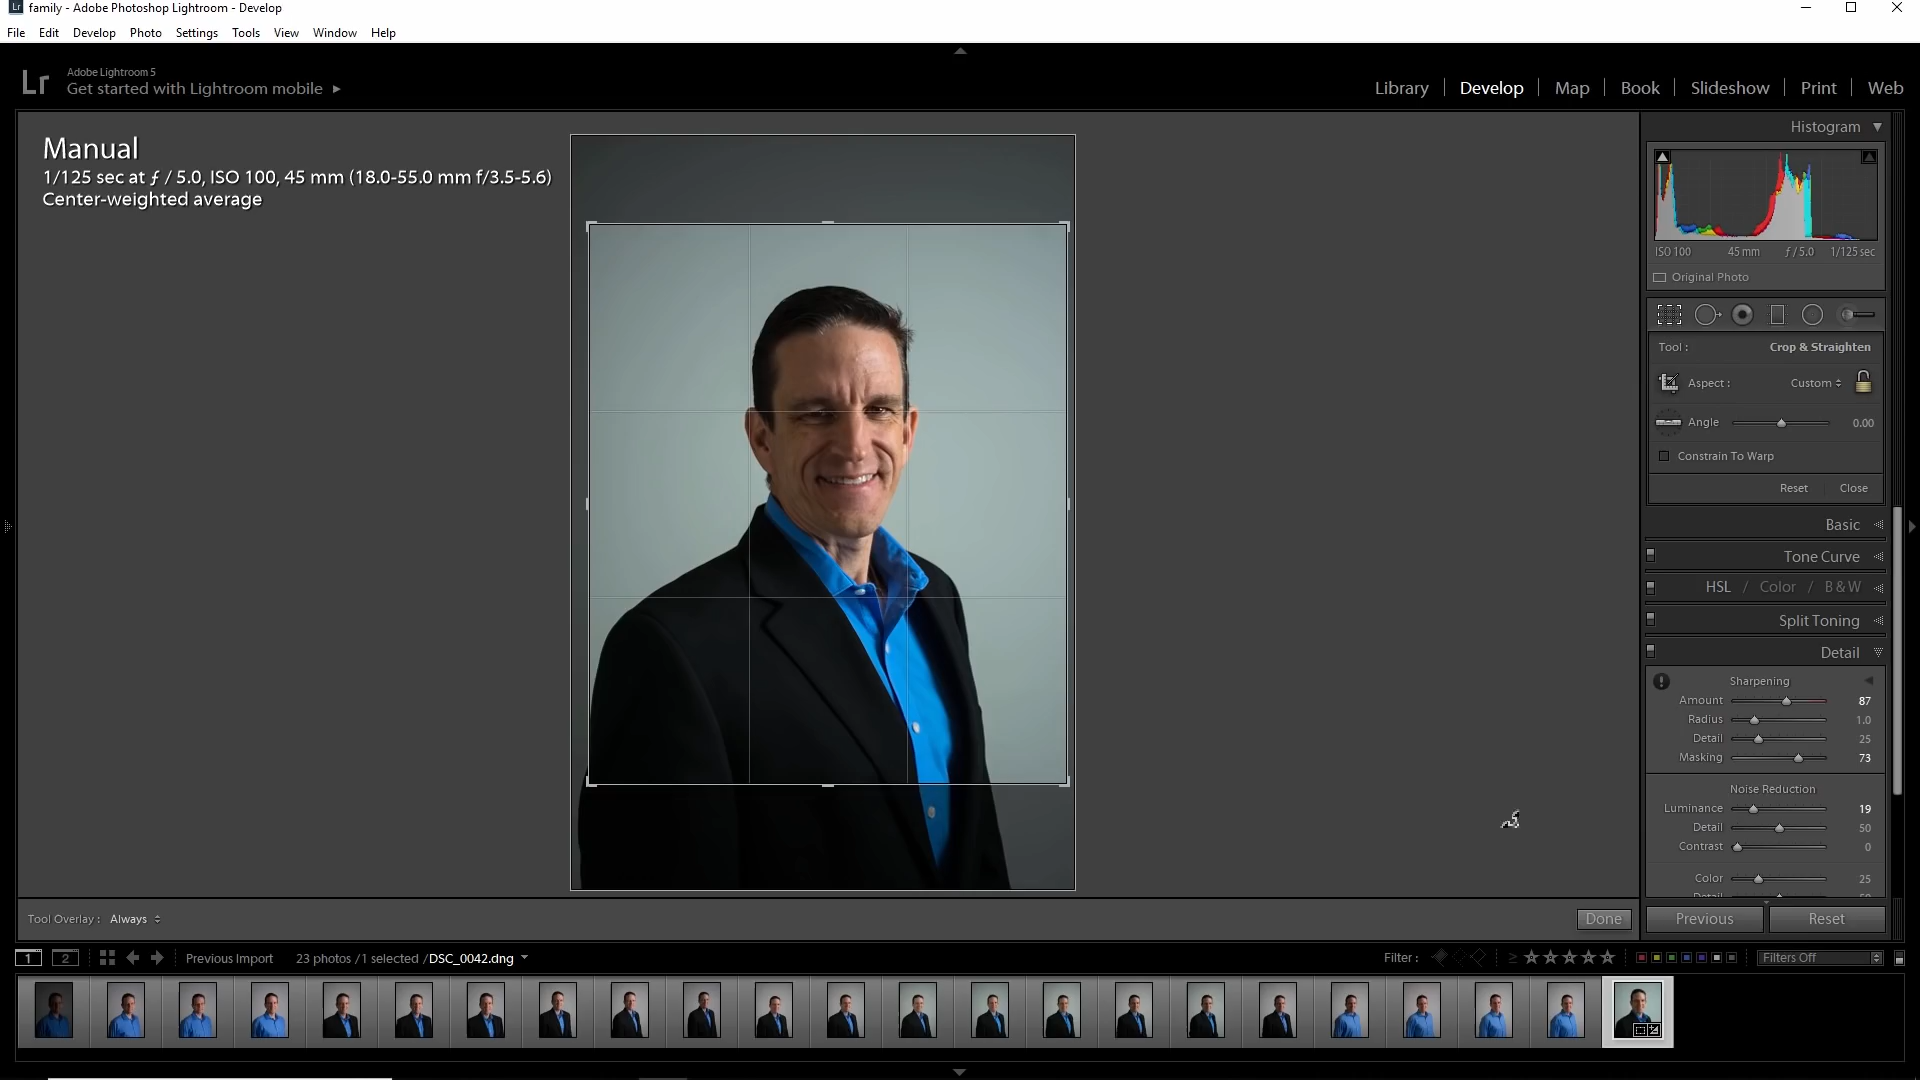 Lr family - Adobe Photoshop Lightroom - Develop
File Edit Develop Photo Settings Tools View Window Help
Lr Adobe Lightroom 5
Get started with Lightroom mobile
Library Develop Map Book Slideshow Print Web
Manual
1/125 sec at ƒ / 5.0, ISO 100, 45 mm (18.0-55.0 mm f/3.5-5.6)
Center-weighted average
Histogram
ISO 100 45 mm ƒ / 5.0 1/125 sec
Original Photo
Tool : Crop & Straighten
Aspect : Custom
Angle 0.00
Constrain To Warp
Reset Close
Basic
Tone Curve
HSL / Color / B & W
Split Toning
Detail
Sharpening
Amount 87
Radius 1.0
Detail 25
Masking 73
Noise Reduction
Luminance 19
Detail 50
Contrast 0
Color 25
Detail 50
Tool Overlay : Always Done
Previous Reset
1 2 Previous Import 23 photos /1 selected /DSC_0042.dng Filter : ≥ Filters Off